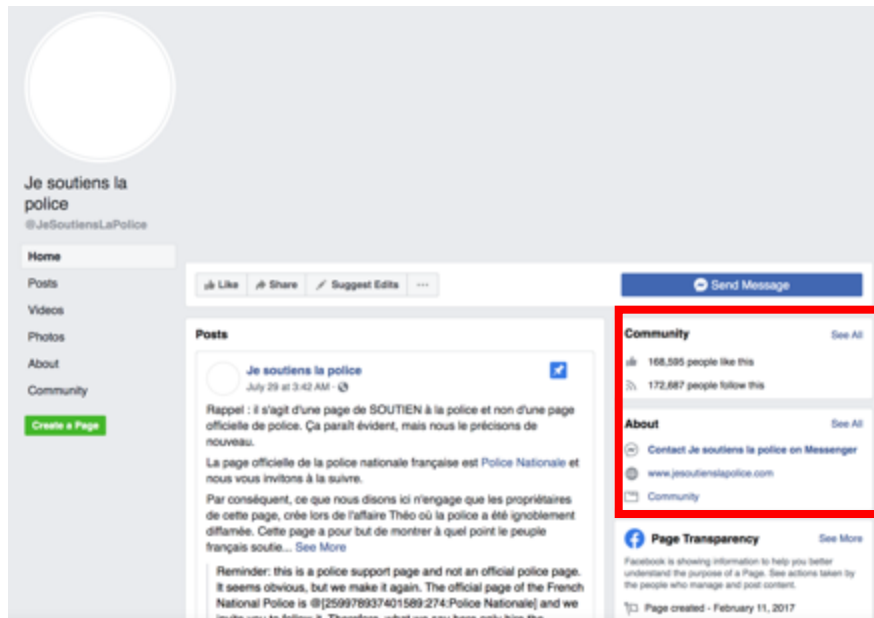 Je soutiens la
police
@JeSoutiensLaPolice
Home
Posts
Videos
Photos
About
Community
Create a Page
Like
Share
Suggest Edits
...
Send Message
Posts
Je soutiens la police
July 29 at 3:42 AM ·
Rappel : il s'agit d'une page de SOUTIEN à la police et non d'une page
officielle de police. Ça paraît évident, mais nous le précisons de
nouveau.
La page officielle de la police nationale française est Police Nationale et
nous vous invitons à la suivre.
Par conséquent, ce que nous disons ici n'engage que les propriétaires
de cette page, crée lors de l'affaire Théo où la police a été ignoblement
diffamée. Cette page a pour but de montrer à quel point le peuple
français soutie... See More
Reminder: this is a police support page and not an official police page.
It seems obvious, but we make it again. The official page of the French
National Police is @[259978937401589:274:Police Nationale] and we
invite you to follow it. Therefore, what we say here only hire the
Community
See All
168,595 people like this
172,687 people follow this
About
See All
Contact Je soutiens la police on Messenger
www.jesoutienslapolice.com
Community
Page Transparency
See More
Facebook is showing information to help you better
understand the purpose of a Page. See actions taken by
the people who manage and post content.
Page created - February 11, 2017